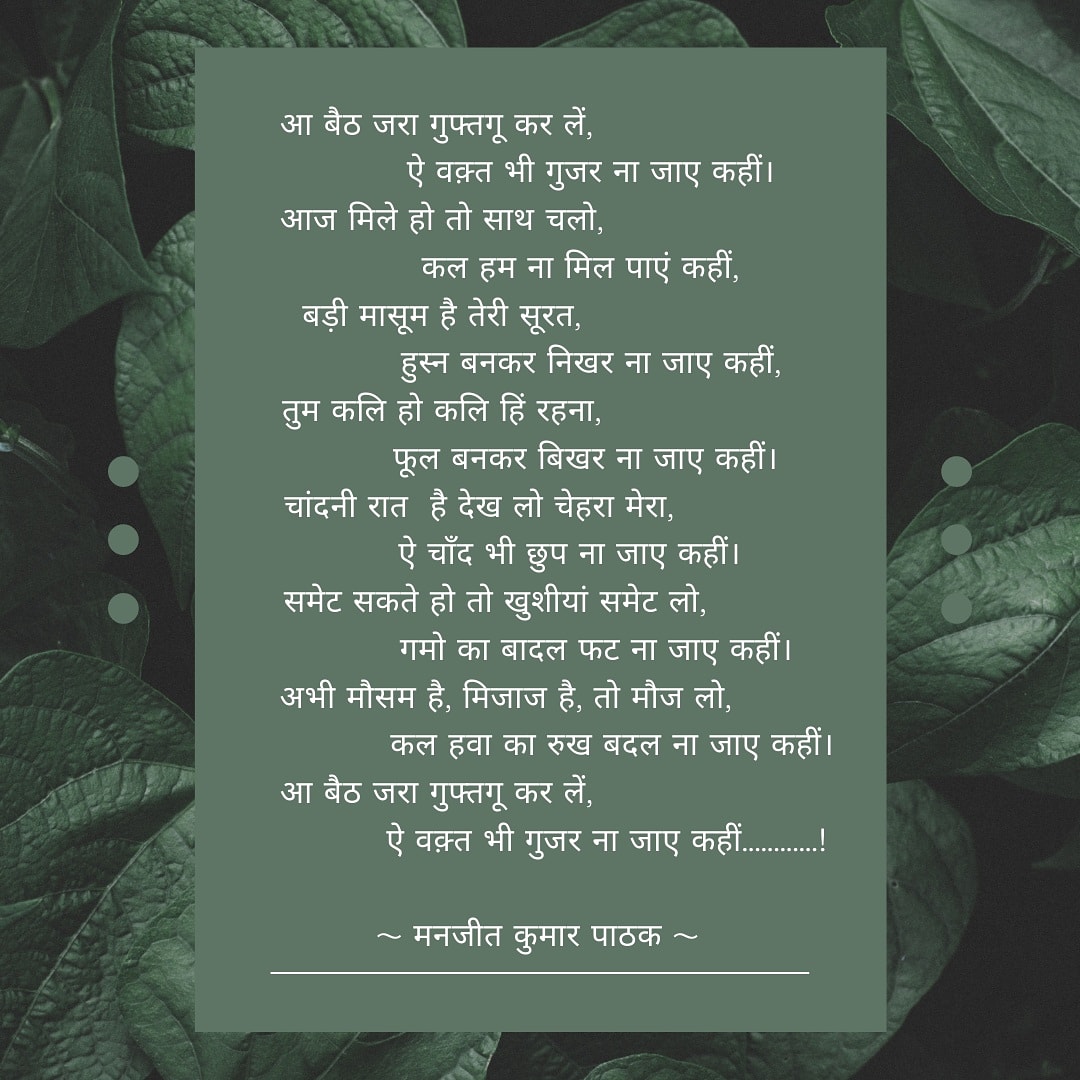 आ बैठ जरा गुफ्तगू कर लें,
ऐ वक़्त भी गुजर ना जाए कहीं।
आज मिले हो तो साथ चलो,
कल हम ना मिल पाएं कहीं,
बड़ी मासूम है तेरी सूरत,
हुस्न बनकर निखर ना जाए कहीं,
तुम कलि हो कलि हिं रहना,
फूल बनकर बिखर ना जाए कहीं।
चांदनी रात है देख लो चेहरा मेरा,
ऐ चाँद भी छुप ना जाए कहीं।
समेट सकते हो तो खुशीयां समेट लो,
गमो का बादल फट ना जाए कहीं।
अभी मौसम है, मिजाज है, तो मौज लो,
कल हवा का रुख बदल ना जाए कहीं।
आ बैठ जरा गुफ्तगू कर लें,
ऐ वक़्त भी गुजर ना जाए कहीं............!
~ मनजीत कुमार पाठक ~